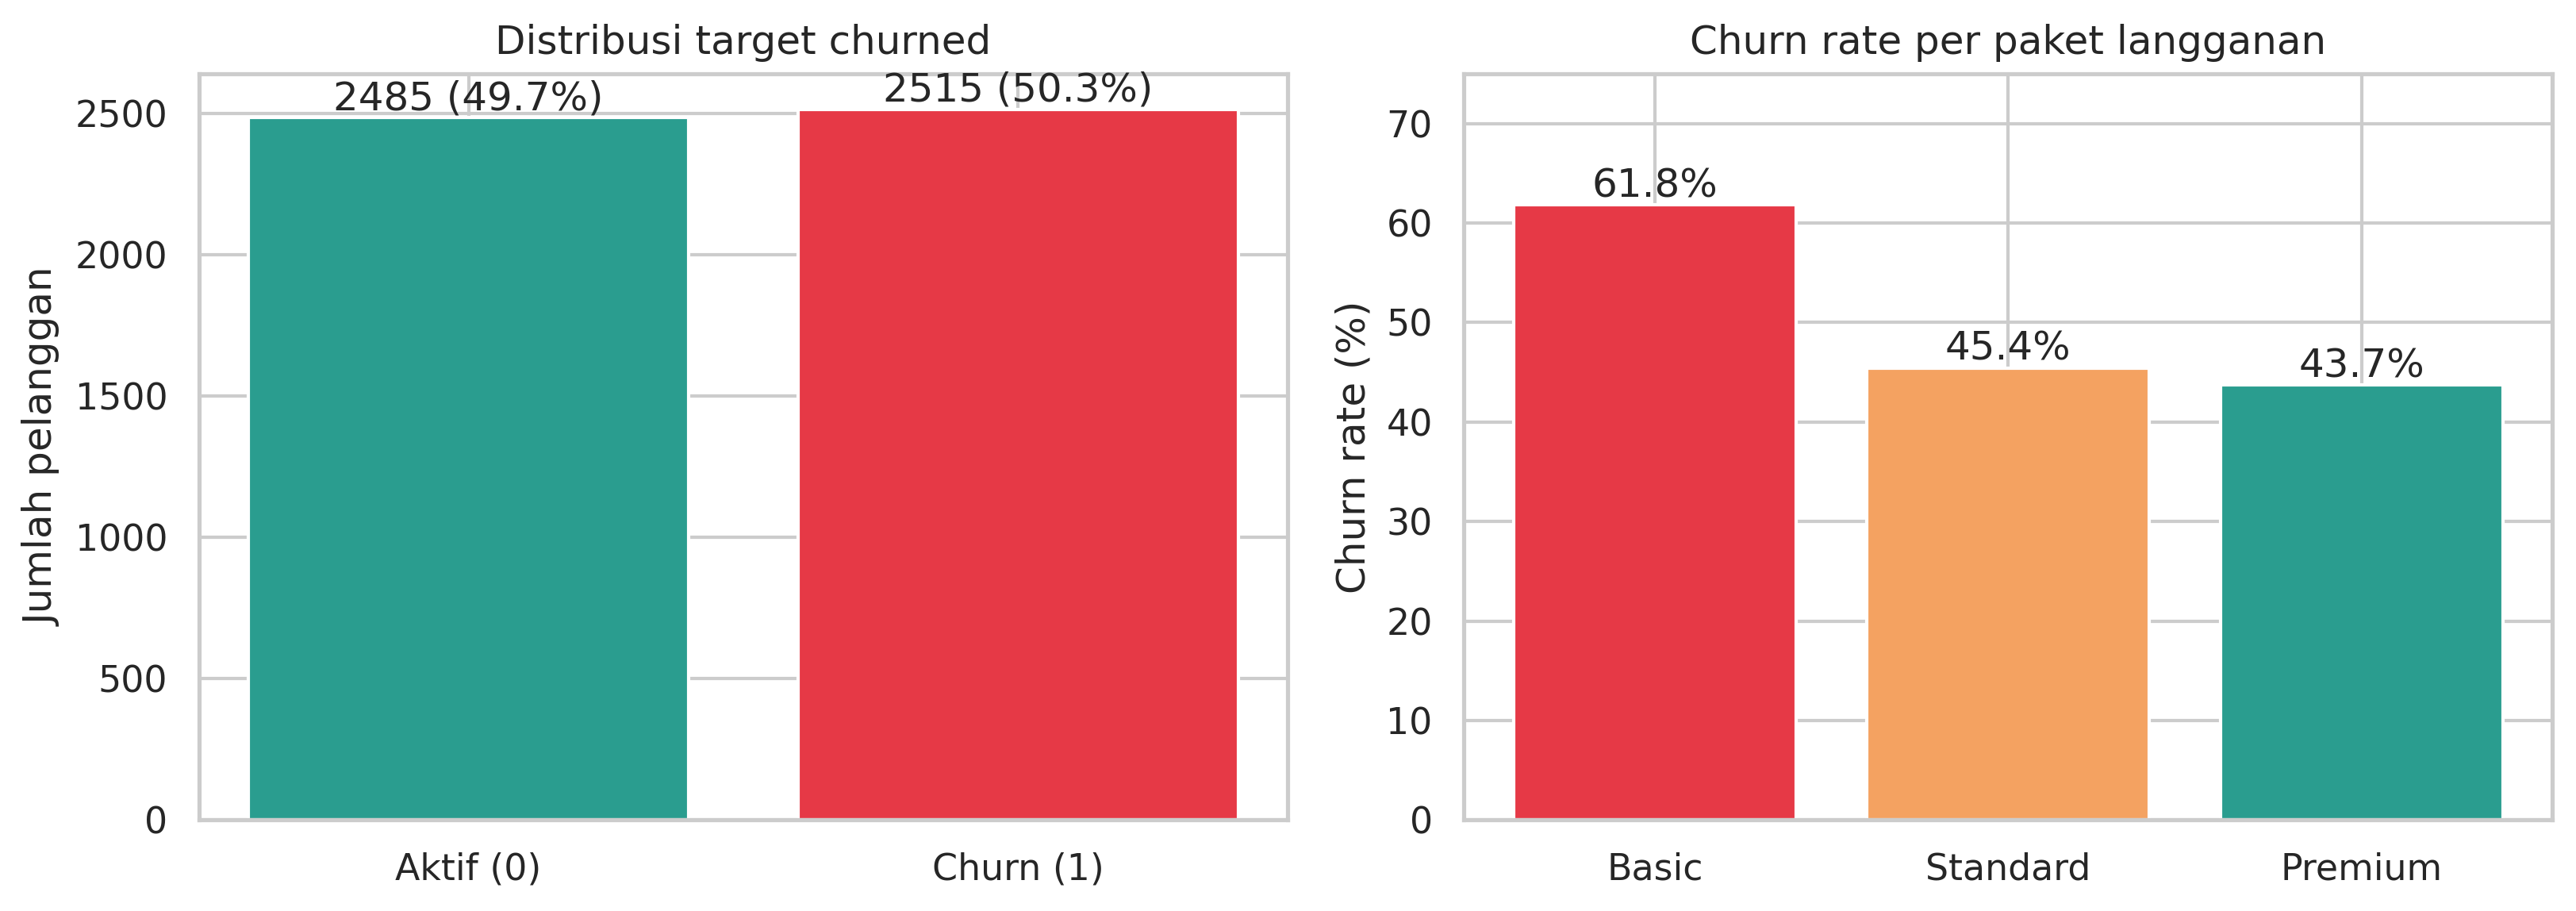 Distribusi target churned
Jumlah pelanggan
2500
2000
1500
1000
500
0
2485 (49.7%)
2515 (50.3%)
Aktif (0)
Churn (1)
Churn rate per paket langganan
Churn rate (%)
70
60
50
40
30
20
10
0
61.8%
45.4%
43.7%
Basic
Standard
Premium